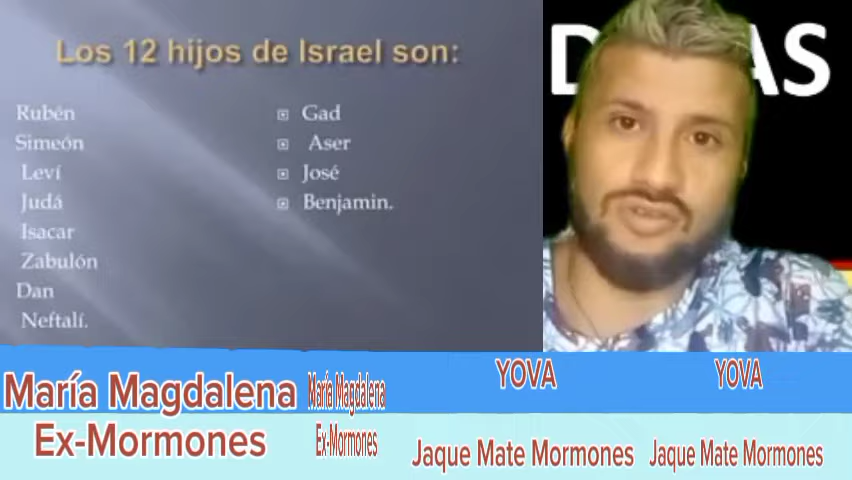 Los 12 hijos de Israel son:
Rubén
Simeón
Leví
Judá
Isacar
Zabulón
Dan
Neftalí.
Gad
Aser
José
Benjamin.
AS
María Magdalena
Ex-Mormones
María Magdalena
Ex-Mormones
YOVA
Jaque Mate Mormones
YOVA
Jaque Mate Mormones